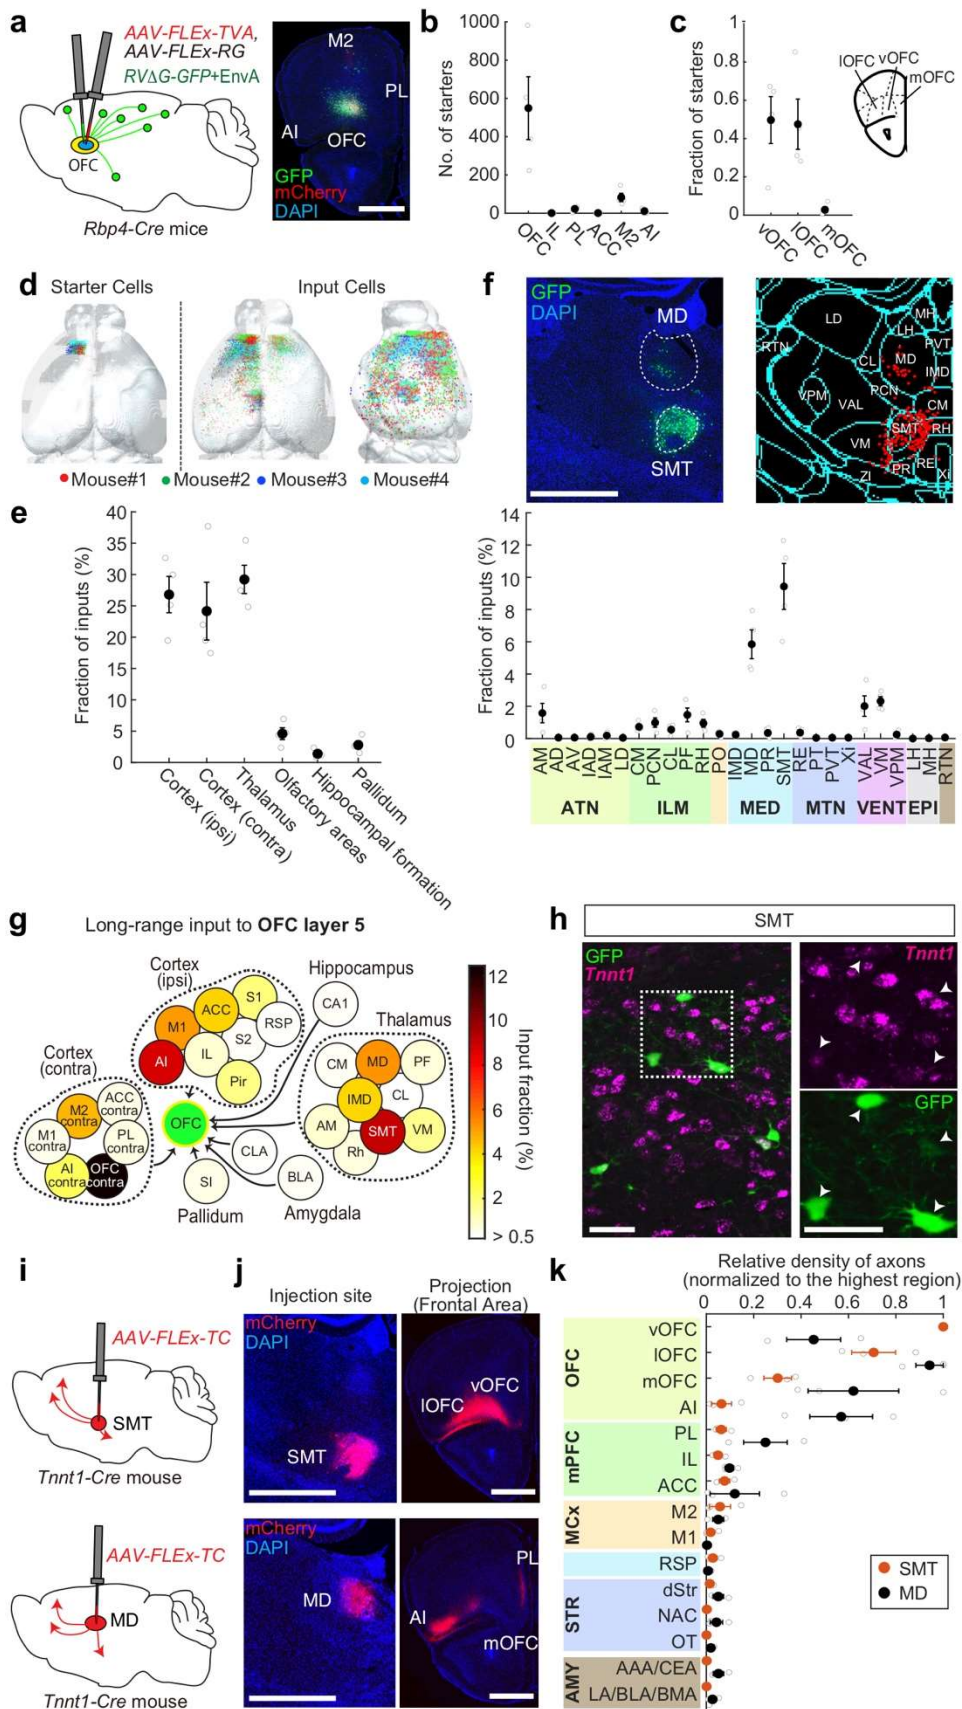 a
AAV-FLEx-TVA,
AAV-FLEx-RG
RVΔG-GFP+EnvA
OFC
Rbp4-Cre mice
M2
PL
AI
OFC
GFP
mCherry
DAPI
b
No. of starters
1000
800
600
400
200
0
OFC
IL
PL
ACC
M2
AI
c
Fraction of starters
1
0.8
0.6
0.4
0.2
0
vOFC
lOFC
mOFC
lOFC
vOFC
mOFC
d
Starter Cells
Input Cells
Mouse#1
Mouse#2
Mouse#3
Mouse#4
e
Fraction of inputs (%)
40
35
30
25
20
15
10
5
0
Cortex (ipsi)
Cortex (contra)
Thalamus
Olfactory areas
Hippocampal formation
Pallidum
f
GFP
DAPI
MD
SMT
LD
MH
LH
PVT
RTN
CL
MD
IMD
VPM
PCN
VAL
CM
SMT
RH
VM
RE
PR
ZI
Xi
Fraction of inputs (%)
14
12
10
8
6
4
2
0
AM
AD
AV
IAD
IAM
LD
CM
PCN
CL
PF
RH
PO
IMD
MD
PR
SMT
RE
PT
PVT
Xi
VAL
VM
VPM
LH
MH
RTN
ATN
ILM
MED
MTN
VENT
EPI
g
Long-range input to OFC layer 5
Cortex
(ipsi)
Hippocampus
Thalamus
Cortex
(contra)
ACC
S1
M1
S2
RSP
AI
IL
Pir
CA1
CM
MD
PF
IMD
CL
AM
SMT
VM
Rh
OFC
ACC
contra
M2
contra
M1
contra
PL
contra
AI
contra
OFC
contra
CLA
SI
BLA
Pallidum
Amygdala
12
10
8
6
4
2
> 0.5
Input fraction (%)
h
SMT
GFP
Tnnt1
Tnnt1
GFP
i
AAV-FLEx-TC
SMT
Tnnt1-Cre mouse
AAV-FLEx-TC
MD
Tnnt1-Cre mouse
j
Injection site
Projection
(Frontal Area)
mCherry
DAPI
SMT
vOFC
lOFC
mCherry
DAPI
MD
PL
AI
mOFC
k
Relative density of axons
(normalized to the highest region)
0
0.2
0.4
0.6
0.8
1
OFC
vOFC
lOFC
mOFC
AI
mPFC
PL
IL
ACC
MCx
M2
M1
RSP
STR
dStr
NAC
OT
AMY
AAA/CEA
LA/BLA/BMA
SMT
MD